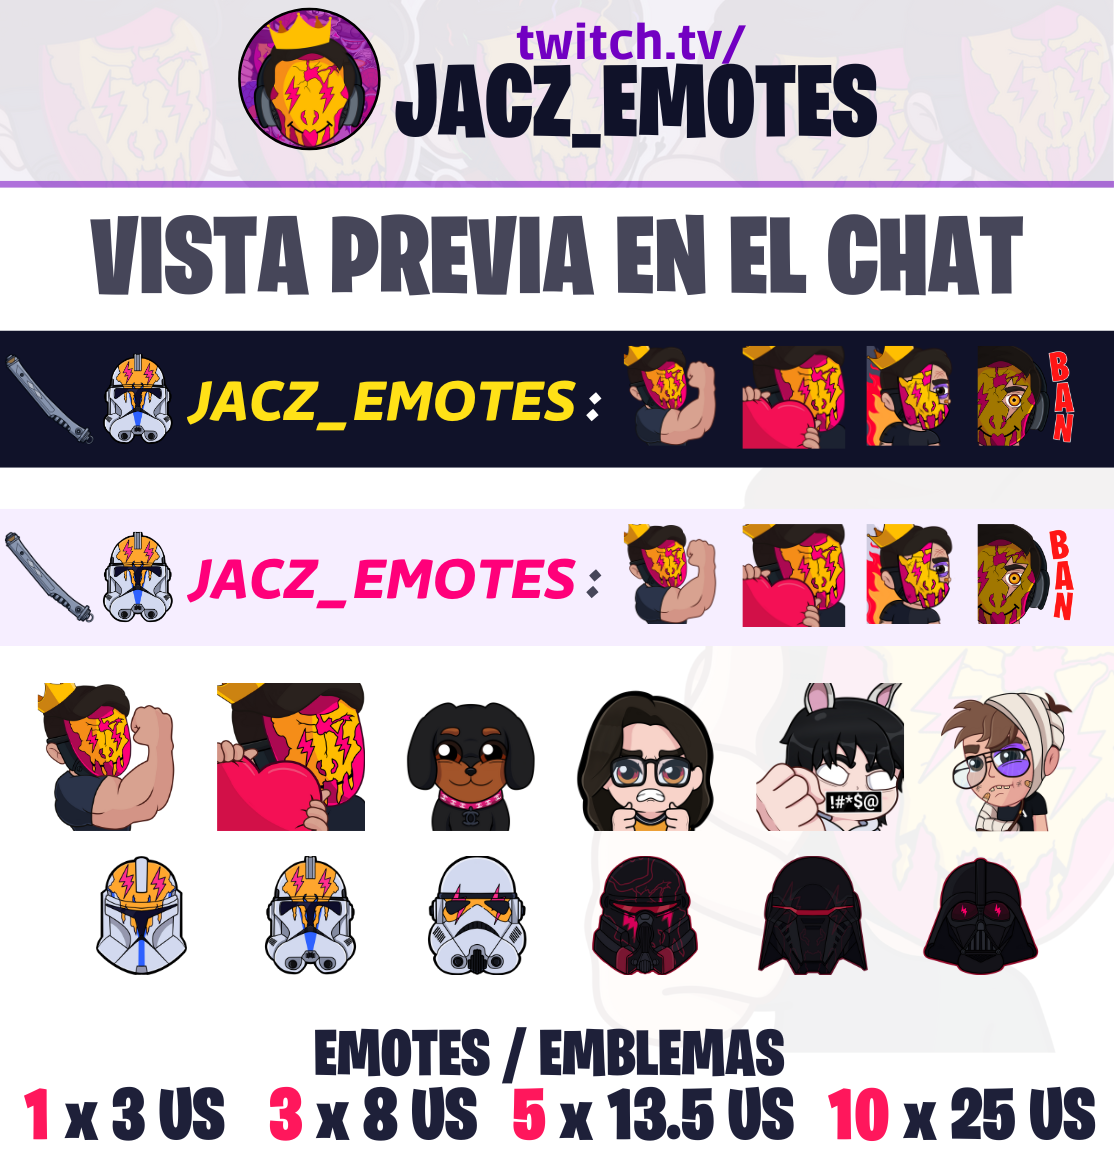 twitch.tv/
JACZ_EMOTES
VISTA PREVIA EN EL CHAT
JACZ_EMOTES:
BAN
JACZ_EMOTES:
BAN
!#*$@
EMOTES / EMBLEMAS
1 x 3 US 3 x 8 US 5 x 13.5 US 10 x 25 US